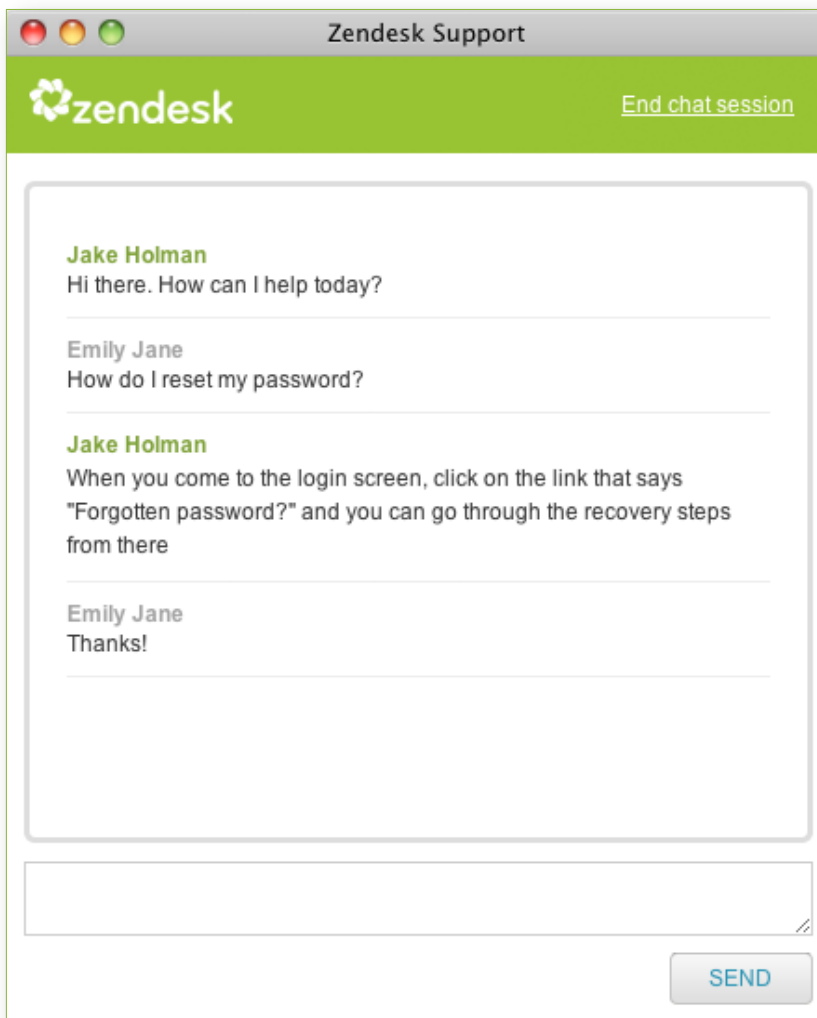 Zendesk Support
zendesk
End chat session
Jake Holman
Hi there. How can I help today?
Emily Jane
How do I reset my password?
Jake Holman
When you come to the login screen, click on the link that says
"Forgotten password?" and you can go through the recovery steps
from there
Emily Jane
Thanks!
SEND